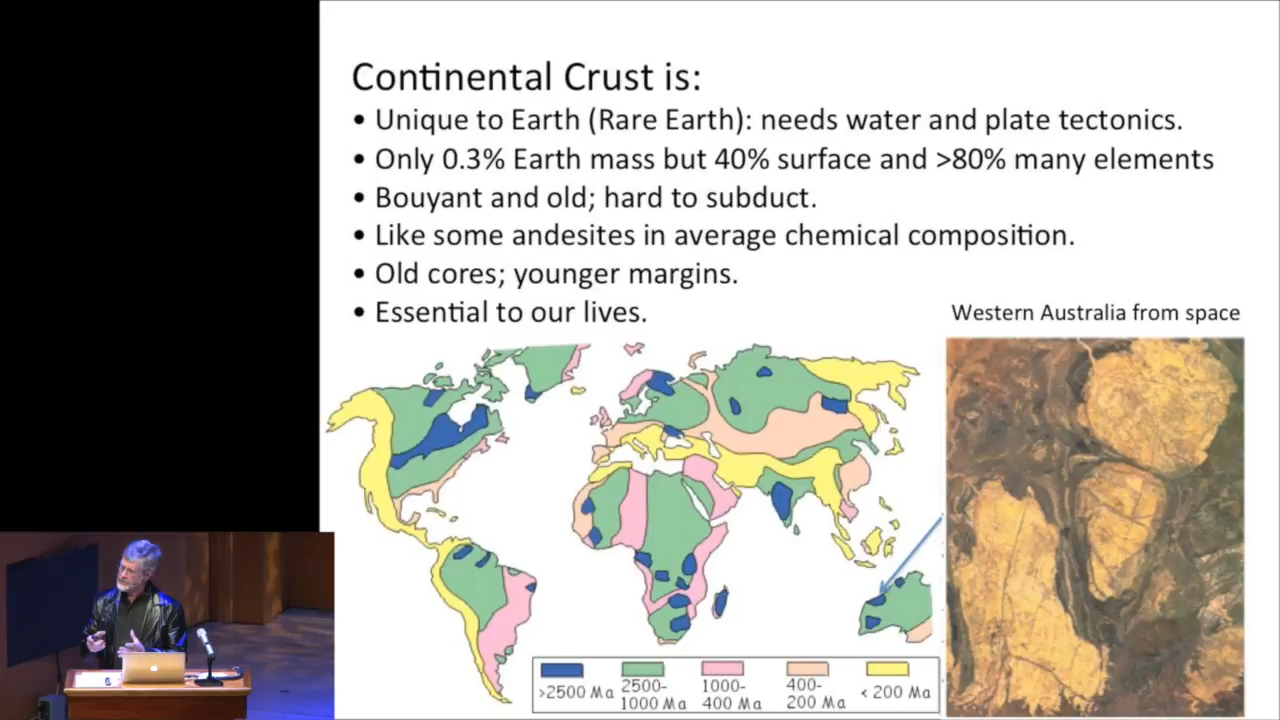 Continental Crust is:
• Unique to Earth (Rare Earth): needs water and plate tectonics.
• Only 0.3% Earth mass but 40% surface and >80% many elements
• Bouyant and old; hard to subduct.
• Like some andesites in average chemical composition.
• Old cores; younger margins.
• Essential to our lives.
Western Australia from space
>2500 Ma
2500-
1000 Ma
1000-
400 Ma
400-
200 Ma
< 200 Ma